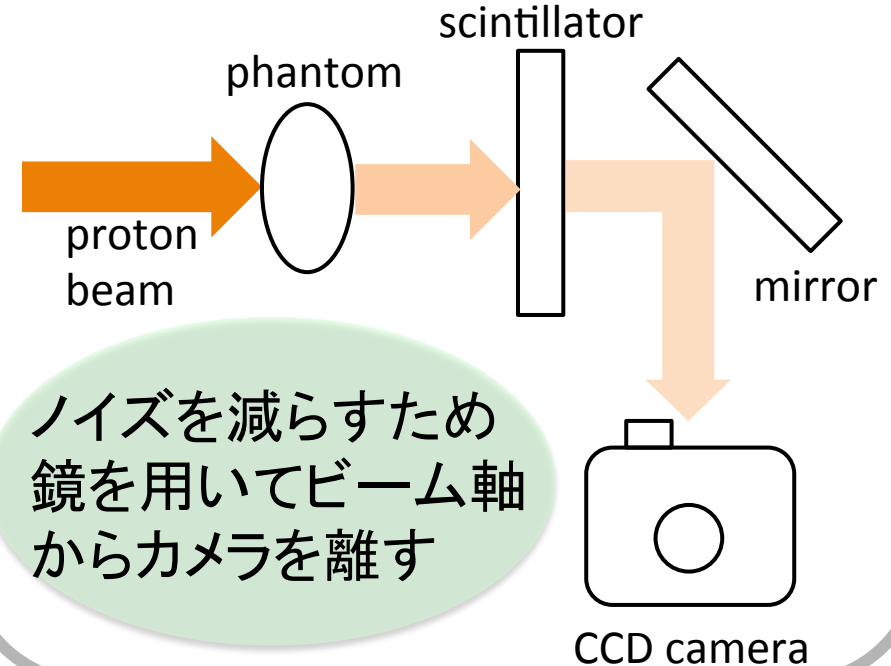 scintillator
phantom
proton
beam
mirror
ノイズを減らすため
鏡を用いてビーム軸
からカメラを離す
CCD camera